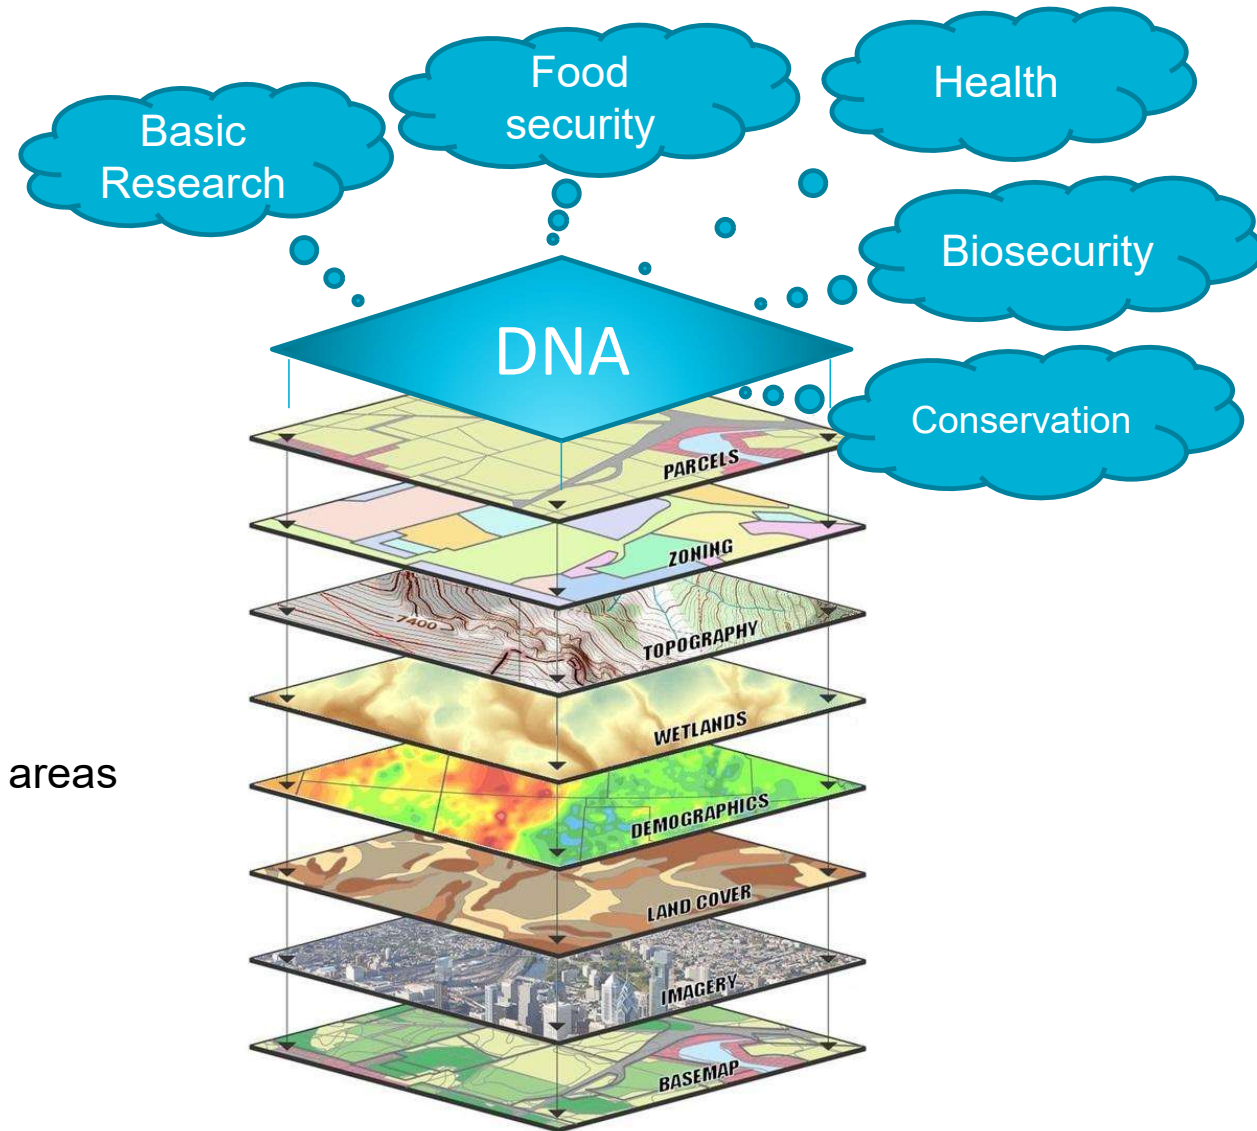 Food
security
Health
Basic
Research
Biosecurity
DNA
Conservation
PARCELS
ZONING
7400
TOPOGRAPHY
WETLANDS
areas
DEMOGRAPHICS
LAND COVER
IMAGERY
BASEMAP